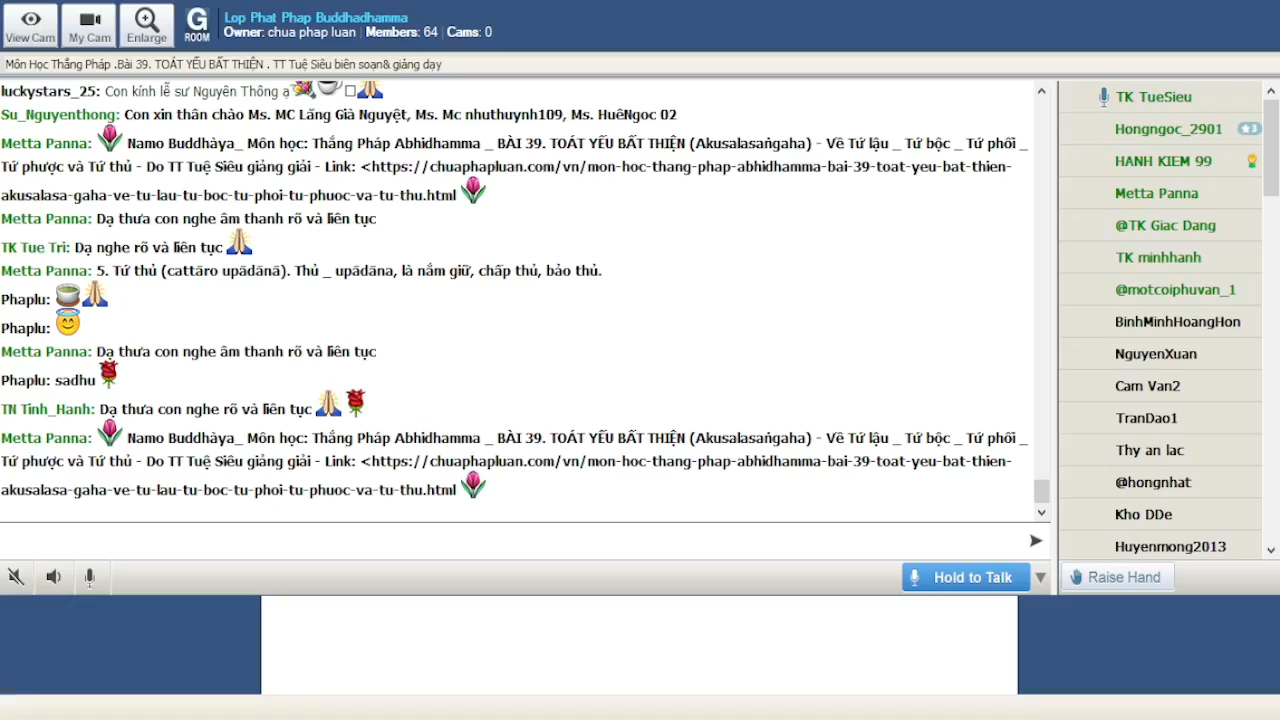 View Cam
My Cam
Enlarge
G
ROOM
Lop Phat Phap Buddhadhamma
Owner: chua phap luan | Members: 64 | Cams: 0
Môn Học Thắng Pháp .Bài 39. TOÁT YẾU BẤT THIỆN . TT Tuệ Siêu biên soạn& giảng dạy
luckystars_25: Con kính lễ sư Nguyên Thông ạ
Su_Nguyenthong: Con xin thân chào Ms. MC Lăng Già Nguyệt, Ms. Mc nhuthuynh109, Ms. HuêNgoc 02
Metta Panna: Namo Buddhàya_ Môn học: Thắng Pháp Abhidhamma _ BÀI 39. TOÁT YẾU BẤT THIỆN (Akusalasaṅgaha) - Về Tứ lậu _ Tứ bộc _ Tứ phối _
Tứ phược và Tứ thủ - Do TT Tuệ Siêu giảng giải - Link: <https://chuaphapluan.com/vn/mon-hoc-thang-phap-abhidhamma-bai-39-toat-yeu-bat-thien-
akusalasa-gaha-ve-tu-lau-tu-boc-tu-phoi-tu-phuoc-va-tu-thu.html
Metta Panna: Dạ thưa con nghe âm thanh rõ và liên tục
TK Tue Tri: Dạ nghe rõ và liên tục
Metta Panna: 5. Tứ thủ (cattāro upādānā). Thủ _ upādāna, là nắm giữ, chấp thủ, bảo thủ.
Phaplu:
Phaplu:
Metta Panna: Dạ thưa con nghe âm thanh rõ và liên tục
Phaplu: sadhu
TN Tinh_Hanh: Dạ thưa con nghe rõ và liên tục
Metta Panna: Namo Buddhàya_ Môn học: Thắng Pháp Abhidhamma _ BÀI 39. TOÁT YẾU BẤT THIỆN (Akusalasaṅgaha) - Về Tứ lậu _ Tứ bộc _ Tứ phối _
Tứ phược và Tứ thủ - Do TT Tuệ Siêu giảng giải - Link: <https://chuaphapluan.com/vn/mon-hoc-thang-phap-abhidhamma-bai-39-toat-yeu-bat-thien-
akusalasa-gaha-ve-tu-lau-tu-boc-tu-phoi-tu-phuoc-va-tu-thu.html
Hold to Talk
TK TueSieu
Hongngoc_2901
3
HANH KIEM 99
Metta Panna
@TK Giac Dang
TK minhhanh
@motcoiphuvan_1
BinhMinhHoangHon
NguyenXuan
Cam Van2
TranDao1
Thy an lac
@hongnhat
Kho DDe
Huyenmong2013
Raise Hand